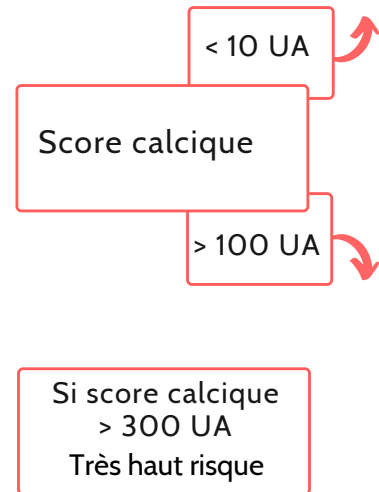 < 10 UA
Score calcique
> 100 UA
Si score calcique
> 300 UA
Très haut risque